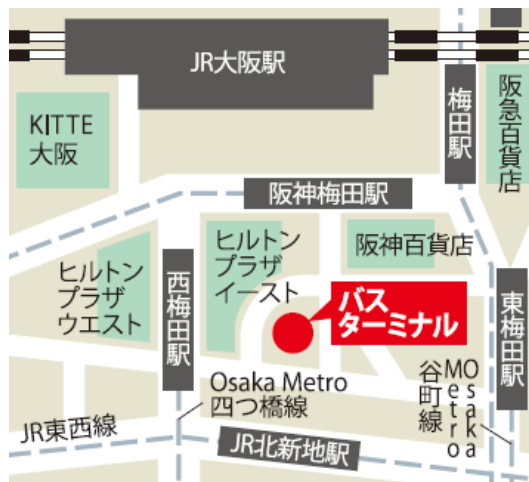 JR大阪駅
KITTE
大阪
梅田駅
阪急百貨店
阪神梅田駅
ヒルトン
プラザ
ウエスト
西梅田駅
ヒルトン
プラザ
イースト
阪神百貨店
バス
ターミナル
東梅田駅
Osaka Metro
四つ橋線
Osaka
Metro
谷町線
JR東西線
JR北新地駅